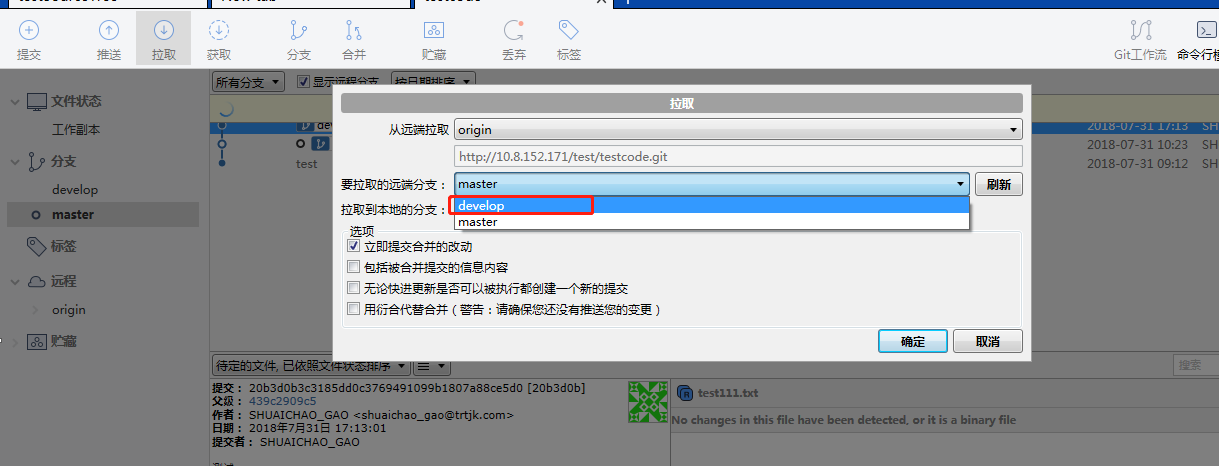 提交
推送
拉取
获取
分支
合并
贮藏
丢弃
标签
Git工作流
命令行模
所有分支
显示远程分支
按日期排序
文件状态
工作副本
分支
develop
master
标签
远程
origin
贮藏
2018-07-31 17:13 SH
2018-07-31 10:23 SH
test 2018-07-31 09:12 SH
拉取
从远端拉取 origin
http://10.8.152.171/test/testcode.git
要拉取的远端分支： master 刷新
拉取到本地的分支： develop
master
选项
立即提交合并的改动
包括被合并提交的信息内容
无论快进更新是否可以被执行都创建一个新的提交
用衍合代替合并（警告：请确保您还没有推送您的变更）
确定 取消
待定的文件, 已依照文件状态排序
搜索
提交： 20b3d0b3c3185dd0c3769491099b1807a88ce5d0 [20b3d0b]
父级： 439c2909c5
作者： SHUAICHAO_GAO <shuaichao_gao@trtjk.com>
日期： 2018年7月31日 17:13:01
提交者： SHUAICHAO_GAO
test111.txt
No changes in this file have been detected, or it is a binary file